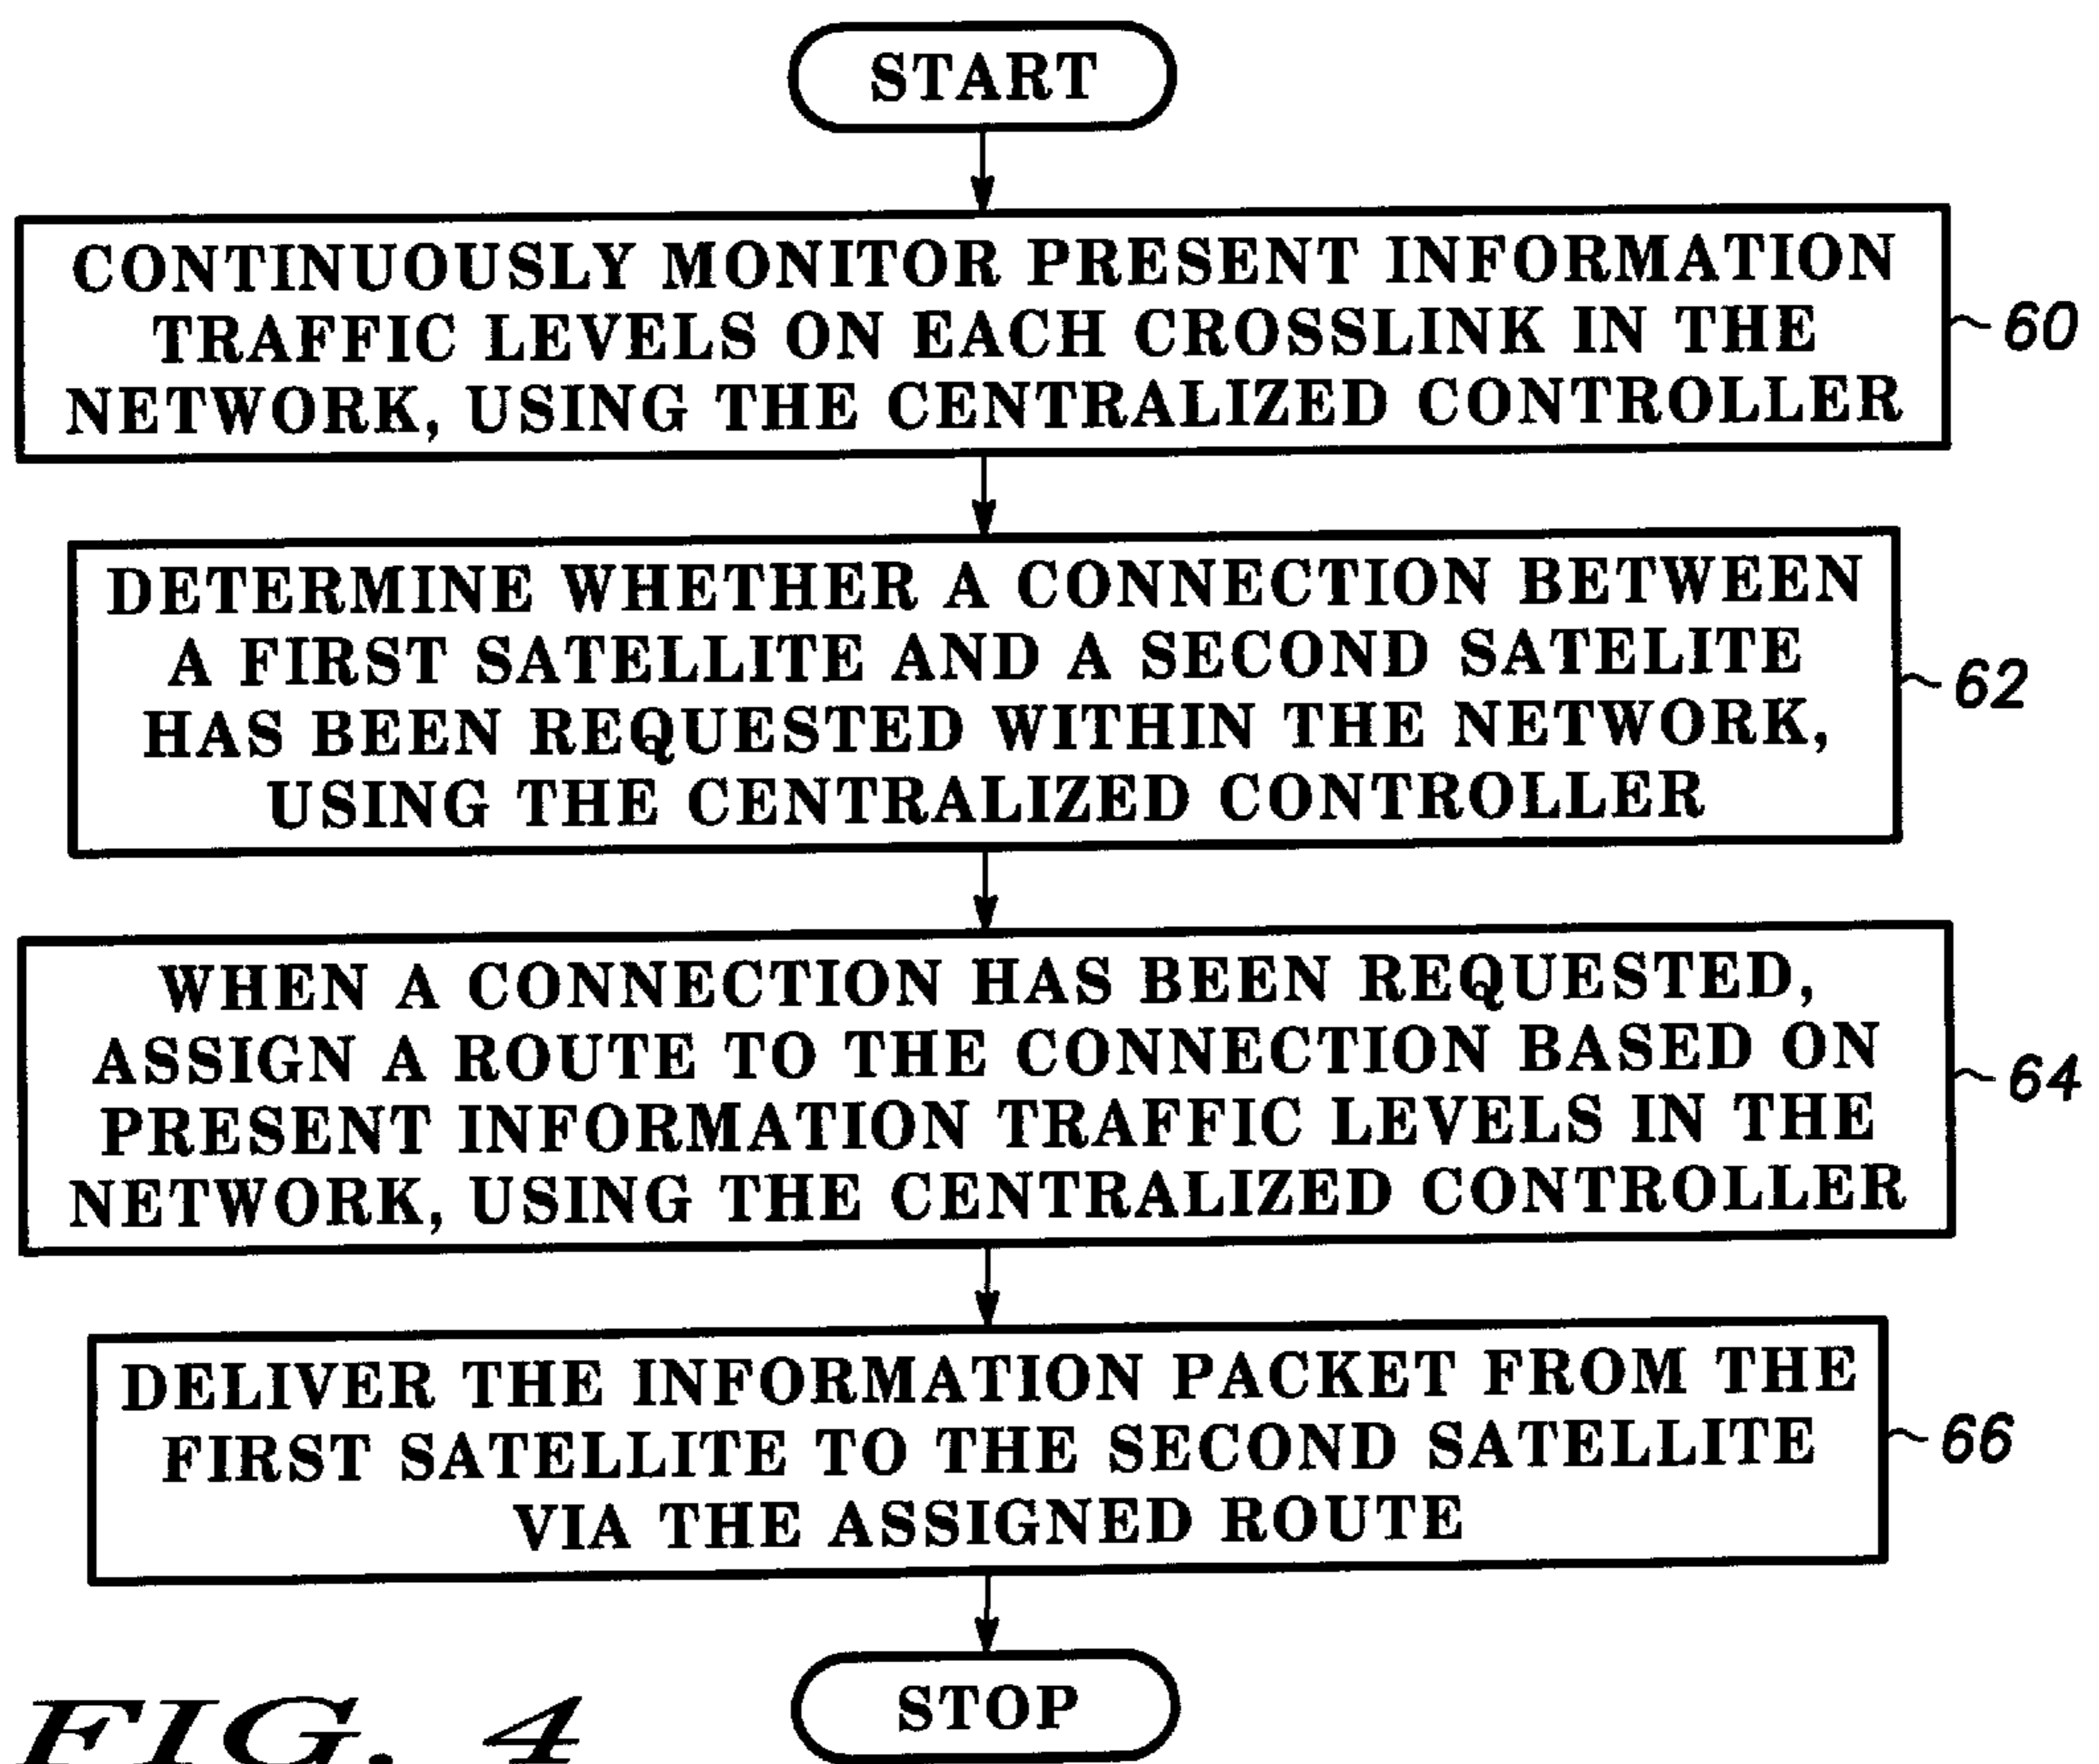 START
CONTINUOUSLY MONITOR PRESENT INFORMATION
TRAFFIC LEVELS ON EACH CROSSLINK IN THE
NETWORK, USING THE CENTRALIZED CONTROLLER
60
DETERMINE WHETHER A CONNECTION BETWEEN
A FIRST SATELLITE AND A SECOND SATELITE
HAS BEEN REQUESTED WITHIN THE NETWORK,
USING THE CENTRALIZED CONTROLLER
62
WHEN A CONNECTION HAS BEEN REQUESTED,
ASSIGN A ROUTE TO THE CONNECTION BASED ON
PRESENT INFORMATION TRAFFIC LEVELS IN THE
NETWORK, USING THE CENTRALIZED CONTROLLER
64
DELIVER THE INFORMATION PACKET FROM THE
FIRST SATELLITE TO THE SECOND SATELLITE
VIA THE ASSIGNED ROUTE
66
STOP
FIG. 4